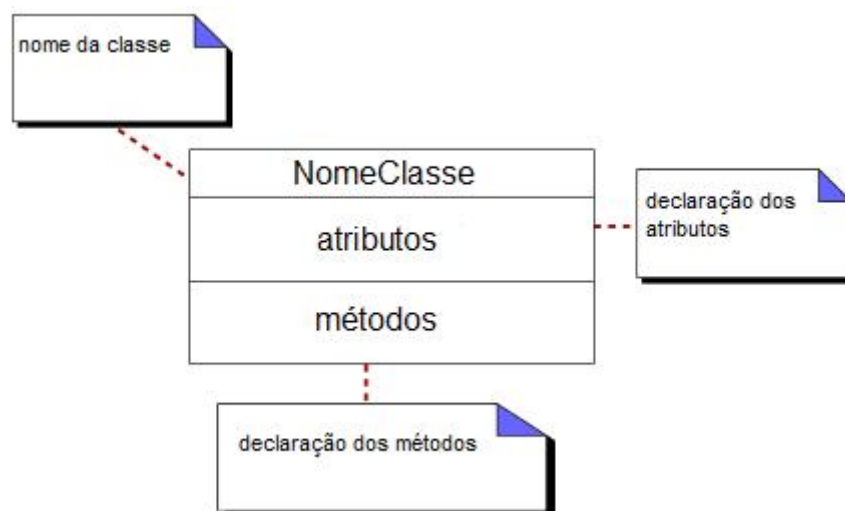 nome da classe
NomeClasse
atributos
declaração dos
atributos
métodos
declaração dos métodos